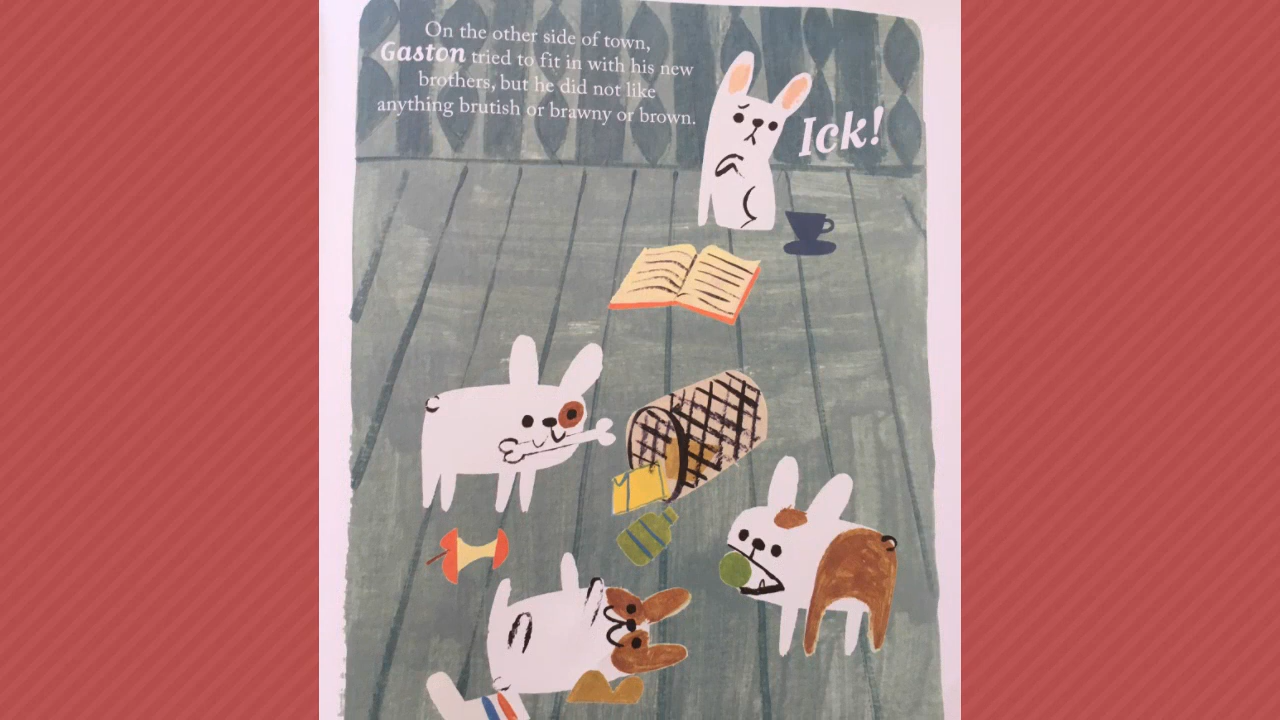 On the other side of town,
Gaston tried to fit in with his new
brothers, but he did not like
anything brutish or brawny or brown.
Ick!